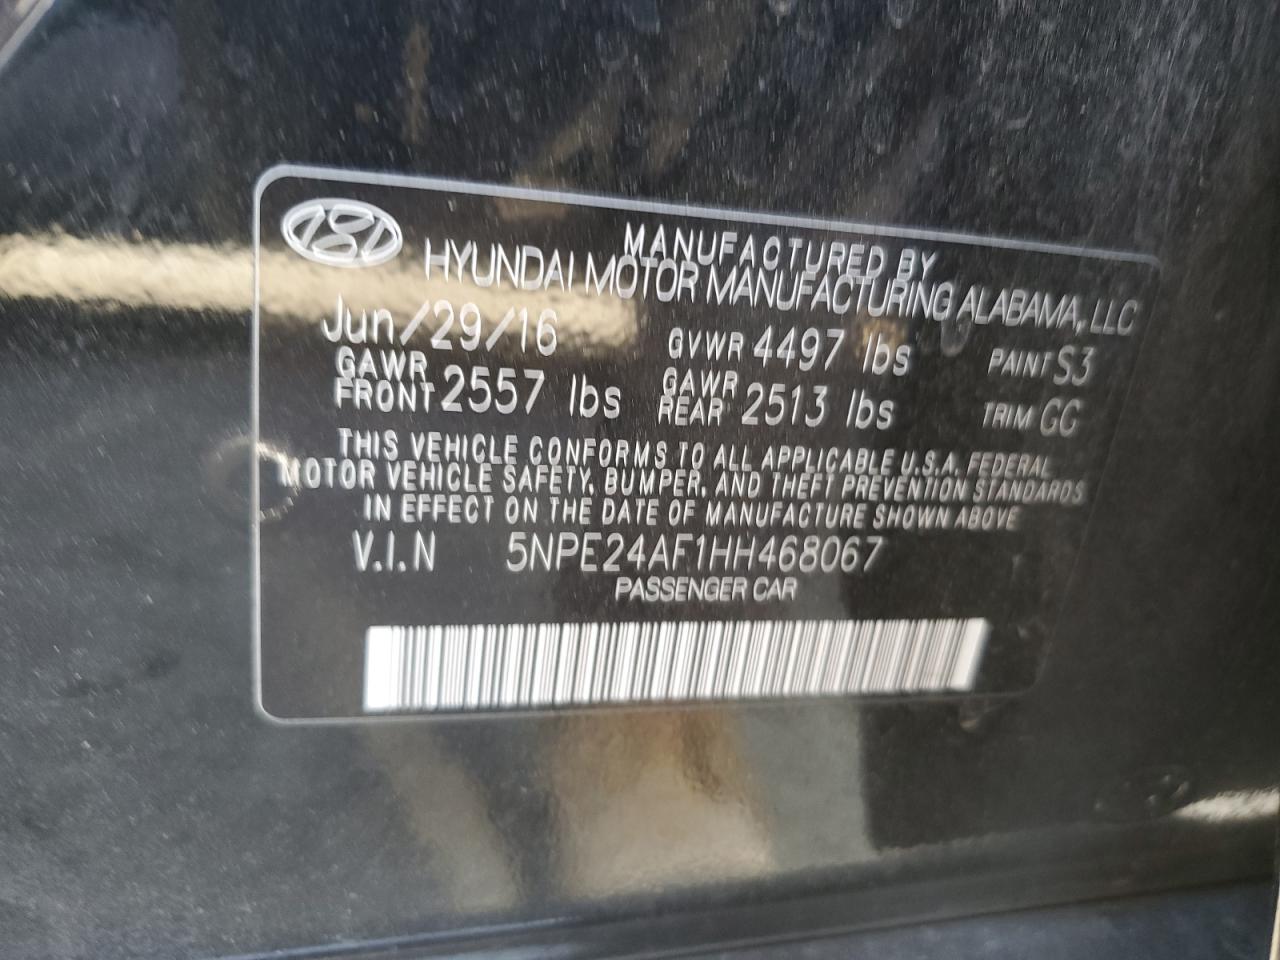 MANUFACTURED BY
HYUNDAI MOTOR MANUFACTURING ALABAMA, LLC
Jun/29/16 GVWR 4497 lbs PAINT S3
GAWR FRONT 2557 lbs GAWR REAR 2513 lbs TRIM GG
THIS VEHICLE CONFORMS TO ALL APPLICABLE U.S.A. FEDERAL
MOTOR VEHICLE SAFETY, BUMPER, AND THEFT PREVENTION STANDARDS
IN EFFECT ON THE DATE OF MANUFACTURE SHOWN ABOVE
V.I.N 5NPE24AF1HH468067
PASSENGER CAR